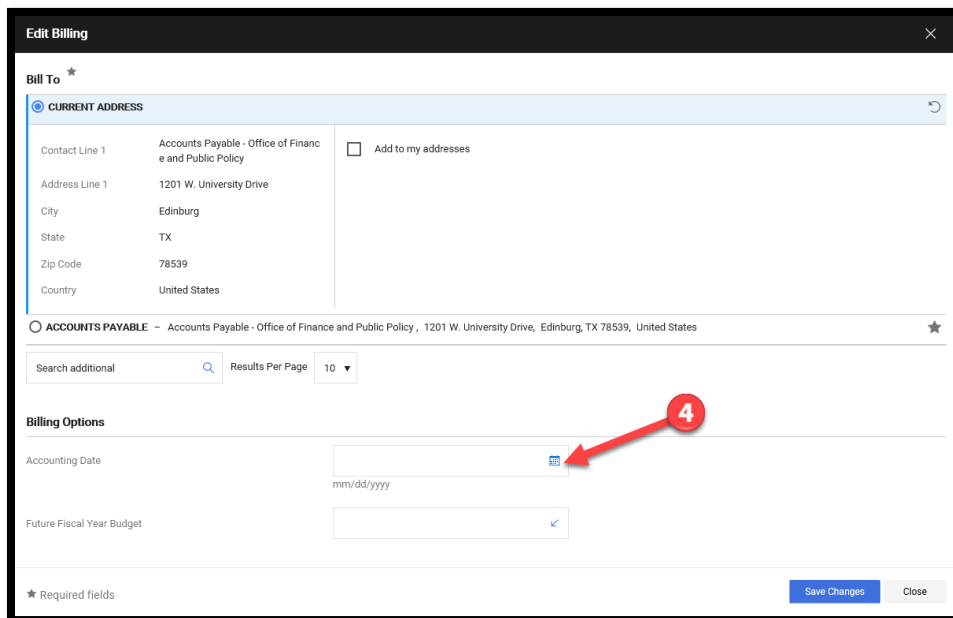 Edit Billing
Bill To ★
CURRENT ADDRESS
Contact Line 1 Accounts Payable - Office of Financ
e and Public Policy
Add to my addresses
Address Line 1 1201 W. University Drive
City Edinburg
State TX
Zip Code 78539
Country United States
ACCOUNTS PAYABLE – Accounts Payable - Office of Finance and Public Policy , 1201 W. University Drive, Edinburg, TX 78539, United States
Search additional Results Per Page 10
Billing Options
4
Accounting Date
mm/dd/yyyy
Future Fiscal Year Budget
★ Required fields Save Changes Close